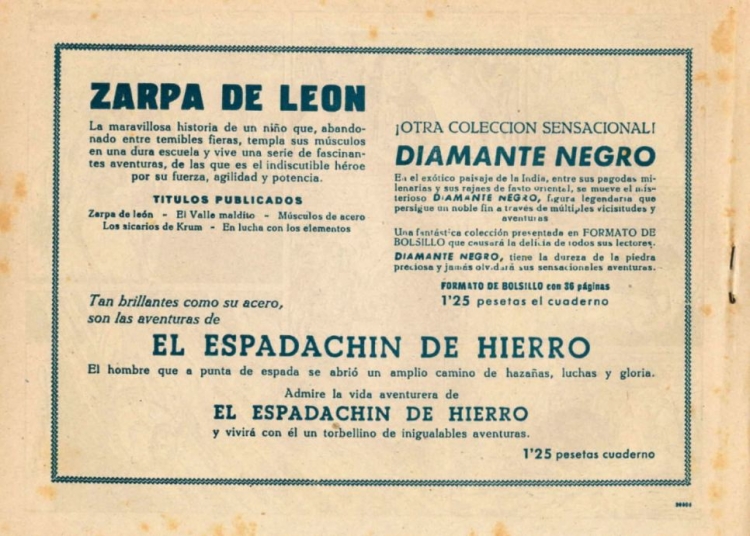 ZARPA DE LEON
La maravillosa historia de un niño que, abando-
nado entre temibles fieras, templa sus músculos
en una dura escuela y vive una serie de fascinan-
tes aventuras, de las que es el indiscutible héroe
por su fuerza, agilidad y potencia.
TITULOS PUBLICADOS
Zarpa de león - El Valle maldito - Músculos de acero
Los sicarios de Krum - En lucha con los elementos
¡OTRA COLECCION SENSACIONAL!
DIAMANTE NEGRO
En el exótico paisaje de la India, entre sus pagodas mi-
lenarias y sus rajaes de fasto oriental, se mueve el mis-
terioso DIAMANTE NEGRO, figura legendaria que
persigue un noble fin a través de múltiples vicisitudes y
aventuras
Una fantástica colección presentada en FORMATO DE
BOLSILLO que causará la delicia de todos sus lectores.
DIAMANTE NEGRO, tiene la dureza de la piedra
preciosa y jamás olvidará sus sensacionales aventuras.
FORMATO DE BOLSILLO con 36 páginas
1'25 pesetas el cuaderno
Tan brillantes como su acero,
son las aventuras de
EL ESPADACHIN DE HIERRO
El hombre que a punta de espada se abrió un amplio camino de hazañas, luchas y gloria.
Admire la vida aventurera de
EL ESPADACHIN DE HIERRO
y vivirá con él un torbellino de inigualables aventuras.
1'25 pesetas cuaderno